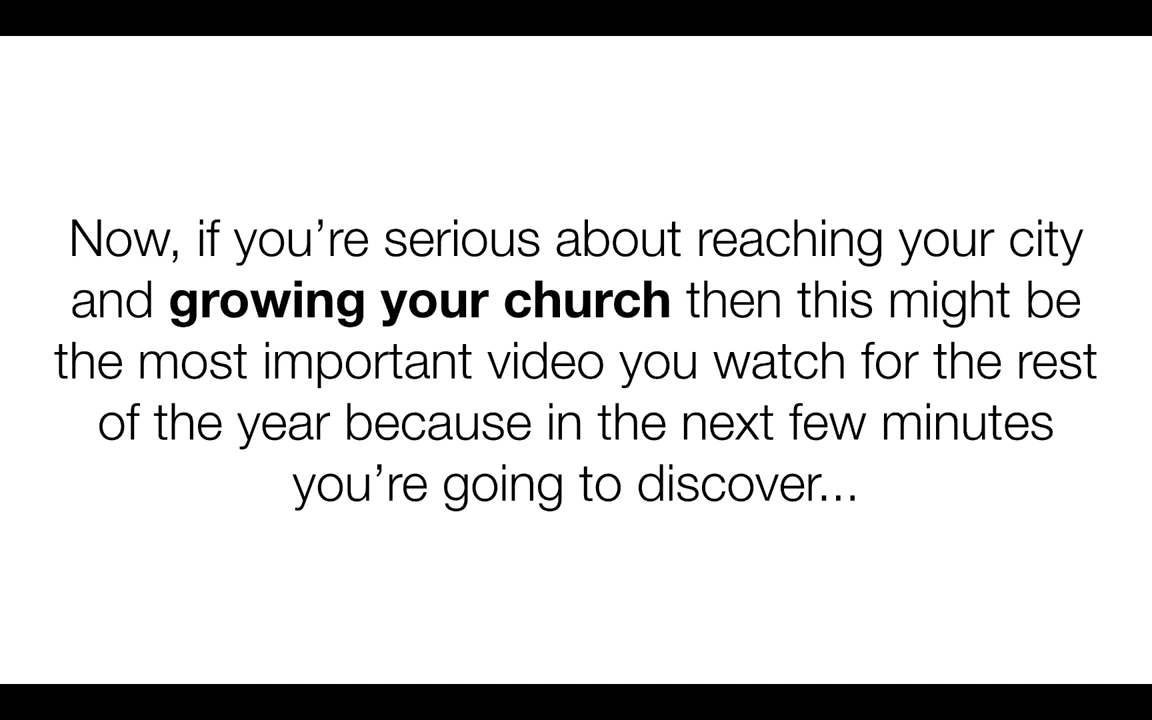 Now, if you’re serious about reaching your city
and growing your church then this might be
the most important video you watch for the rest
of the year because in the next few minutes
you’re going to discover...